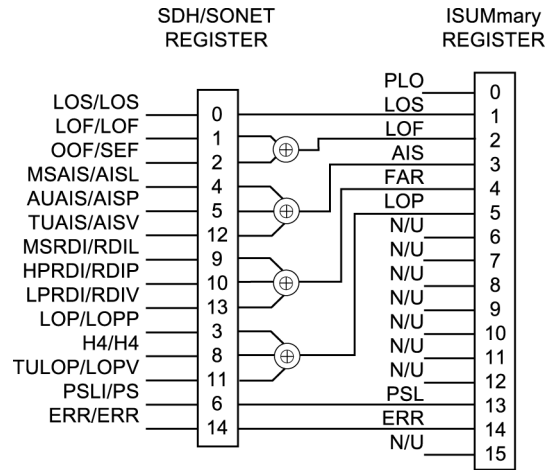 SDH/SONET
REGISTER
ISUMmary
REGISTER
LOS/LOS
LOF/LOF
OOF/SEF
MSAIS/AISL
AUAIS/AISP
TUAIS/AISV
MSRDI/RDIL
HPRDI/RDIP
LPRDI/RDIV
LOP/LOPP
H4/H4
TULOP/LOPV
PSLI/PS
ERR/ERR
0
1
2
4
5
12
9
10
13
3
8
11
6
14
PLO
LOS
LOF
AIS
FAR
LOP
N/U
N/U
N/U
N/U
N/U
N/U
N/U
PSL
ERR
N/U
0
1
2
3
4
5
6
7
8
9
10
11
12
13
14
15